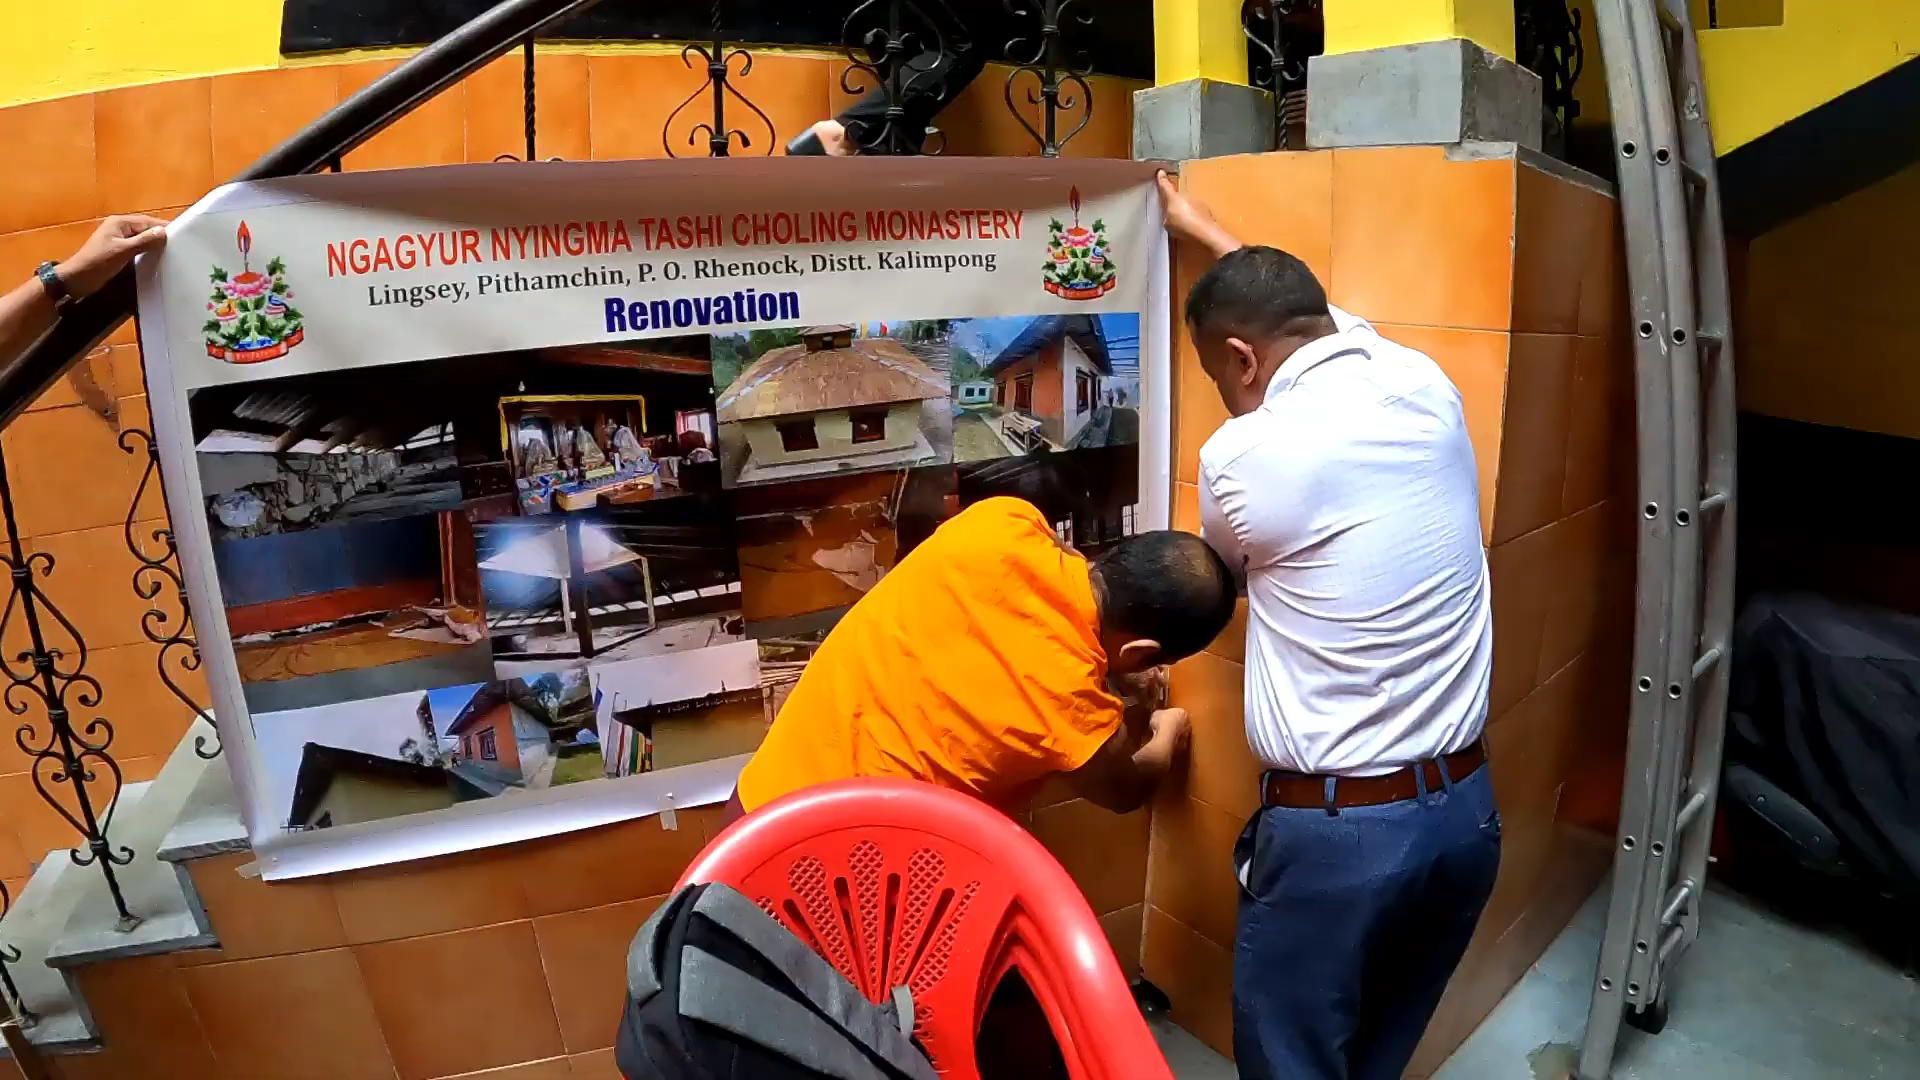 NGAGYUR NYINGMA TASHI CHOLING MONASTERY
Lingsey, Pithamchin, P. O. Rhenock, Distt. Kalimpong
Renovation